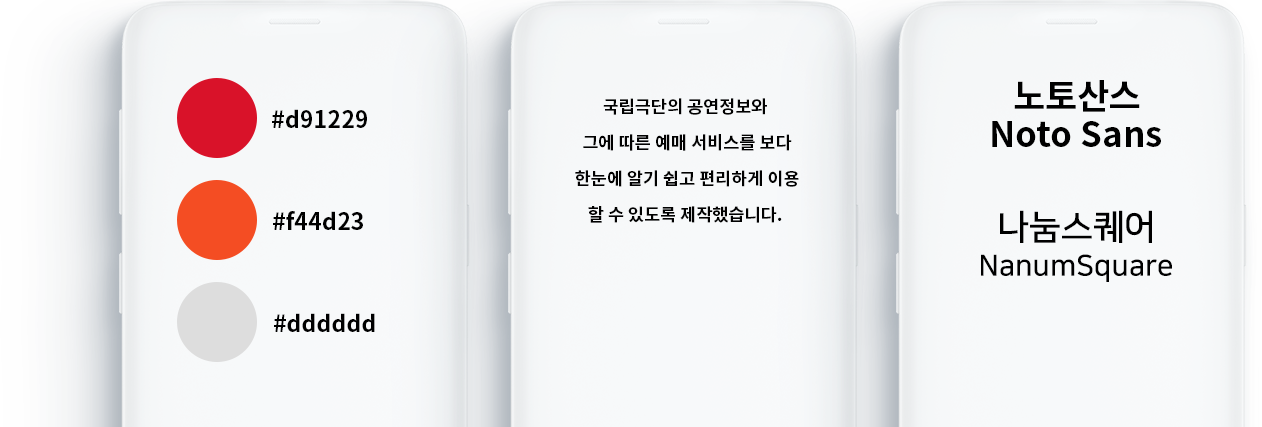 #d91229
#f44d23
#dddddd
국립극단의 공연정보와
그에 따른 예매 서비스를 보다
한눈에 알기 쉽고 편리하게 이용
할 수 있도록 제작했습니다.
노토산스
Noto Sans
나눔스퀘어
NanumSquare